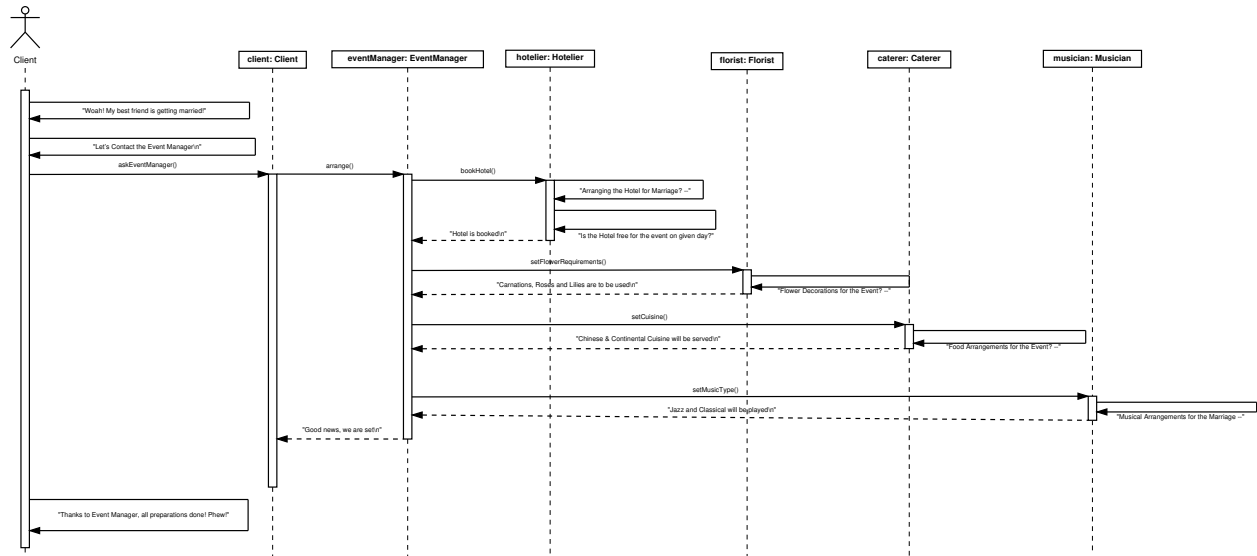 Client
client: Client
eventManager: EventManager
hotelier: Hotelier
florist: Florist
caterer: Caterer
musician: Musician
"Woah! My best friend is getting married!"
"Let's Contact the Event Manager\n"
askEventManager()
arrange()
bookHotel()
"Arranging the Hotel for Marriage? --"
"Hotel is booked\n"
"Is the Hotel free for the event on given day?"
setFlowerRequirements()
"Carnations, Roses and Lilies are to be used\n"
"Flower Decorations for the Event? --"
setCuisine()
"Chinese & Continental Cuisine will be served\n"
"Food Arrangements for the Event? --"
setMusicType()
"Jazz and Classical will be played\n"
"Musical Arrangements for the Marriage --"
"Good news, we are set\n"
"Thanks to Event Manager, all preparations done! Phew!"